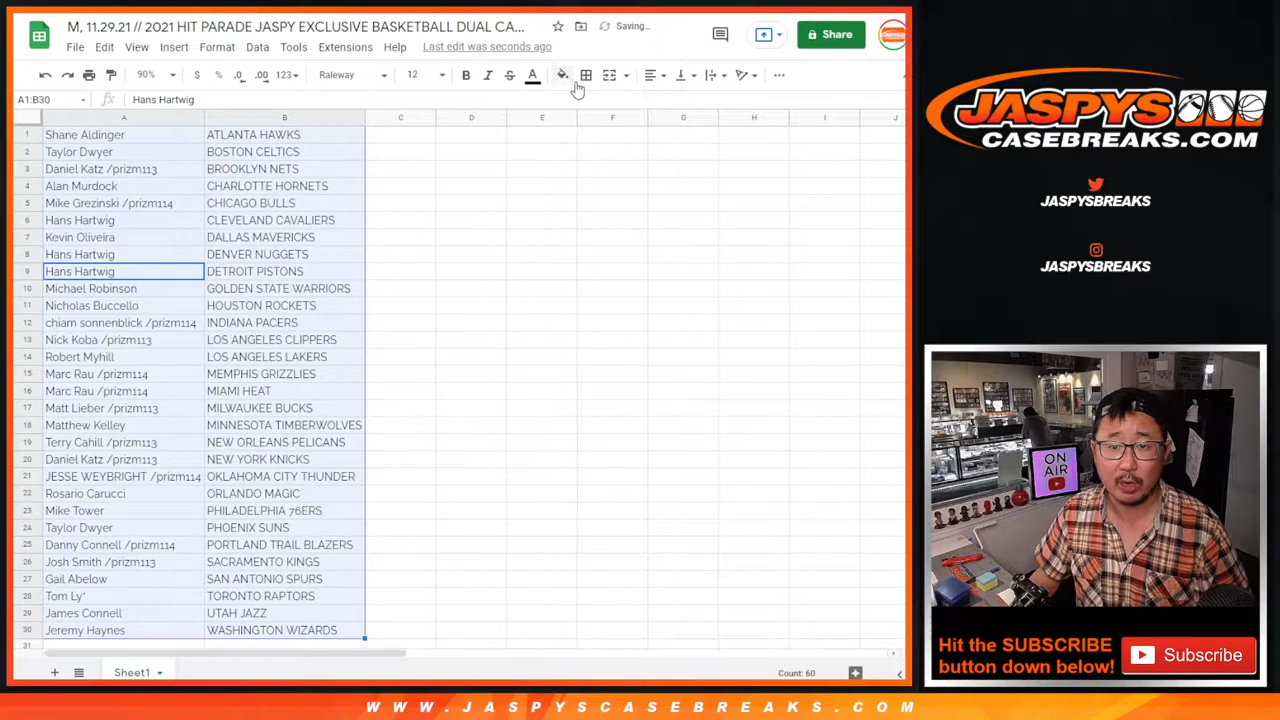 M, 11.29.21 // 2021 HIT PARADE JASPY EXCLUSIVE BASKETBALL DUAL CA...
Saving...
Share
File Edit View Insert Format Data Tools Extensions Help Last edit was seconds ago
90% $ % .0 .00 123 Raleway 12 B I S A
A1:B30 fx Hans Hartwig
A B C D E F G H I J
1 Shane Aldinger ATLANTA HAWKS
2 Taylor Dwyer BOSTON CELTICS
3 Daniel Katz /prizm113 BROOKLYN NETS
4 Alan Murdock CHARLOTTE HORNETS
5 Mike Grezinski /prizm114 CHICAGO BULLS
6 Hans Hartwig CLEVELAND CAVALIERS
7 Kevin Oliveira DALLAS MAVERICKS
8 Hans Hartwig DENVER NUGGETS
9 Hans Hartwig DETROIT PISTONS
10 Michael Robinson GOLDEN STATE WARRIORS
11 Nicholas Buccello HOUSTON ROCKETS
12 chiam sonnenblick /prizm114 INDIANA PACERS
13 Nick Koba /prizm113 LOS ANGELES CLIPPERS
14 Robert Myhill LOS ANGELES LAKERS
15 Marc Rau /prizm114 MEMPHIS GRIZZLIES
16 Marc Rau /prizm114 MIAMI HEAT
17 Matt Lieber /prizm113 MILWAUKEE BUCKS
18 Matthew Kelley MINNESOTA TIMBERWOLVES
19 Terry Cahill /prizm113 NEW ORLEANS PELICANS
20 Daniel Katz /prizm113 NEW YORK KNICKS
21 JESSE WEYBRIGHT /prizm114 OKLAHOMA CITY THUNDER
22 Rosario Carucci ORLANDO MAGIC
23 Mike Tower PHILADELPHIA 76ERS
24 Taylor Dwyer PHOENIX SUNS
25 Danny Connell /prizm114 PORTLAND TRAIL BLAZERS
26 Josh Smith /prizm113 SACRAMENTO KINGS
27 Gail Abelow SAN ANTONIO SPURS
28 Tom Ly* TORONTO RAPTORS
29 James Connell UTAH JAZZ
30 Jeremy Haynes WASHINGTON WIZARDS
31
Sheet1
Count: 60
JASPYS
CASEBREAKS.COM
JASPYSBREAKS
JASPYSBREAKS
ON
AIR
Hit the SUBSCRIBE
button down below!
Subscribe
WWW.JASPYSCASEBREAKS.COM